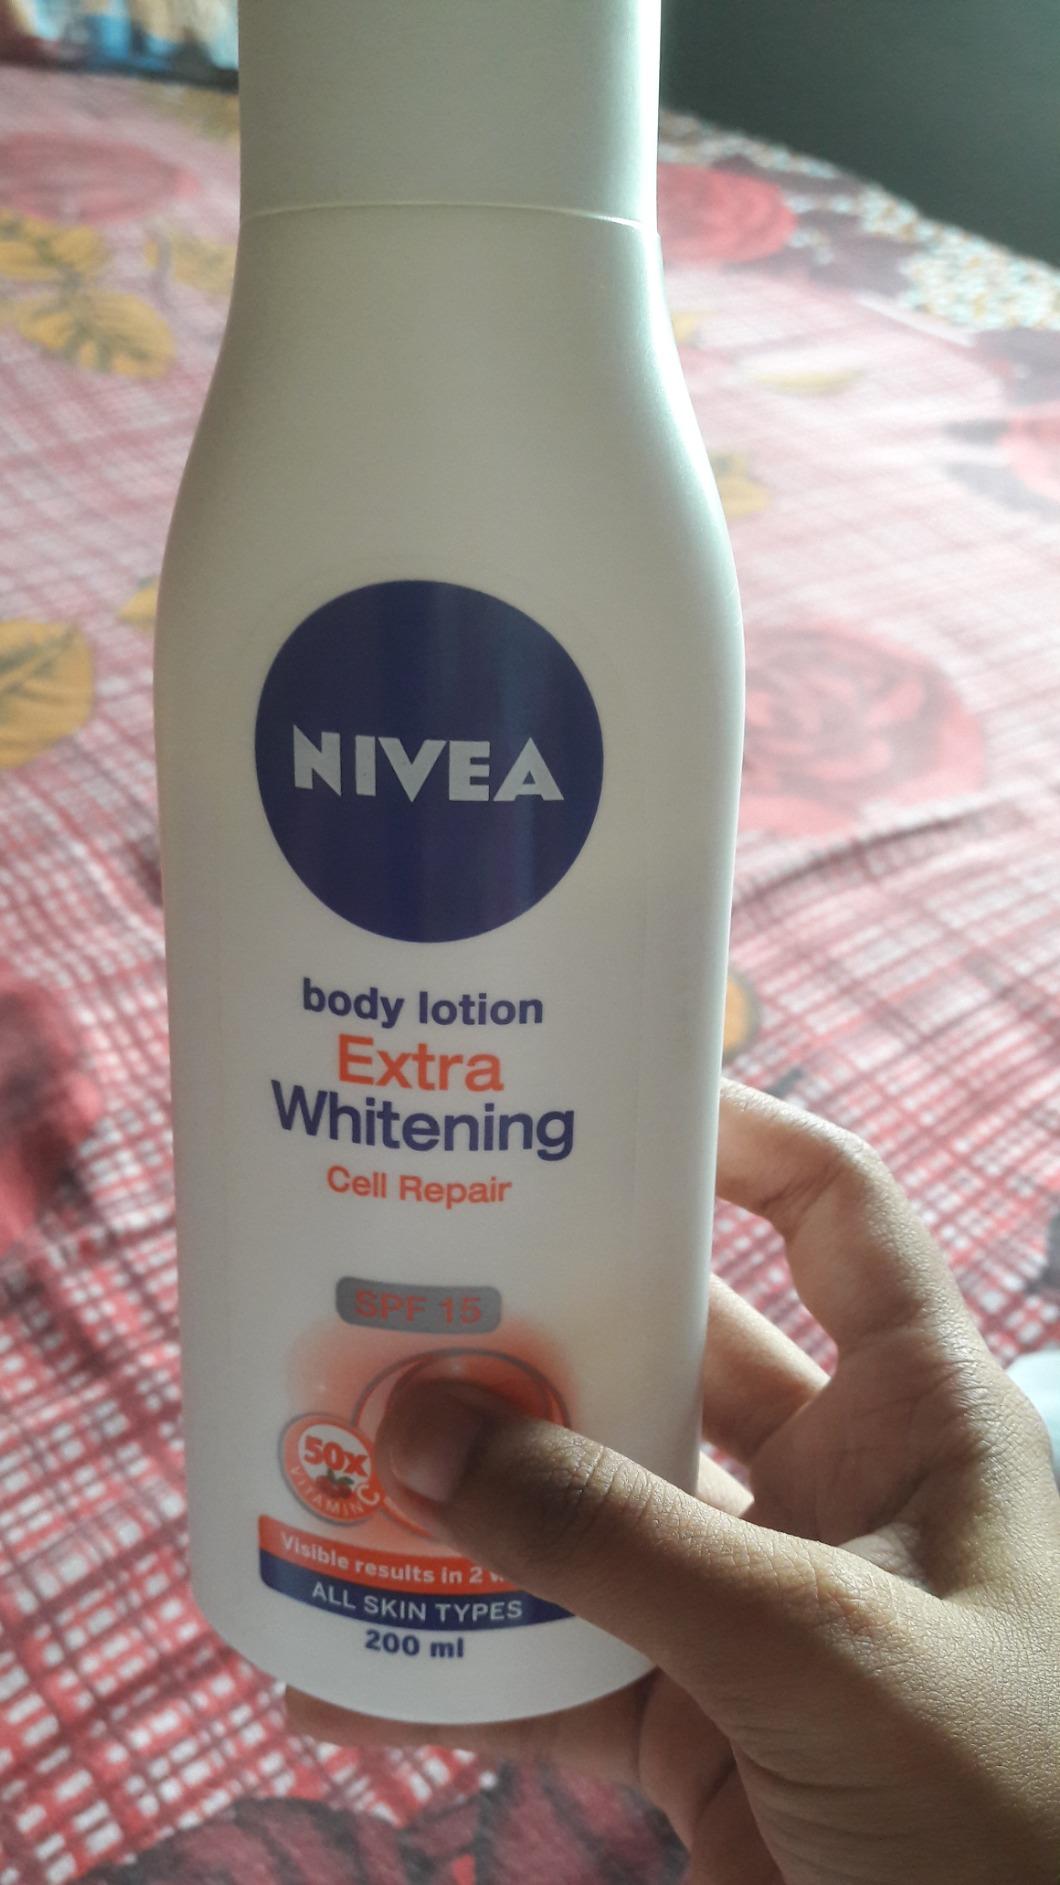 NIVEA
body lotion
Extra
Whitening
Cell Repair
SPF 15
50x
VITAMIN C
Visible results in 2
ALL SKIN TYPES
200 ml